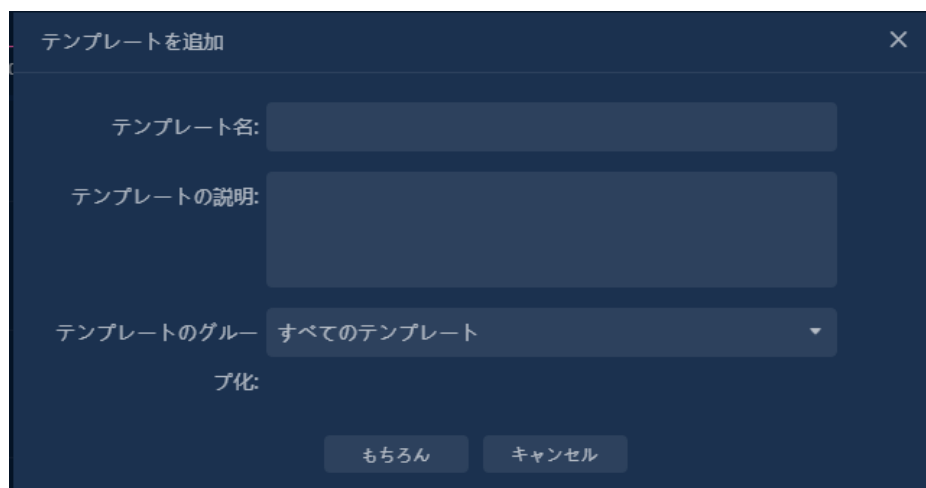 テンプレートを追加
テンプレート名:
テンプレートの説明:
テンプレートのグルー
プ化:
すべてのテンプレート
もちろん
キャンセル